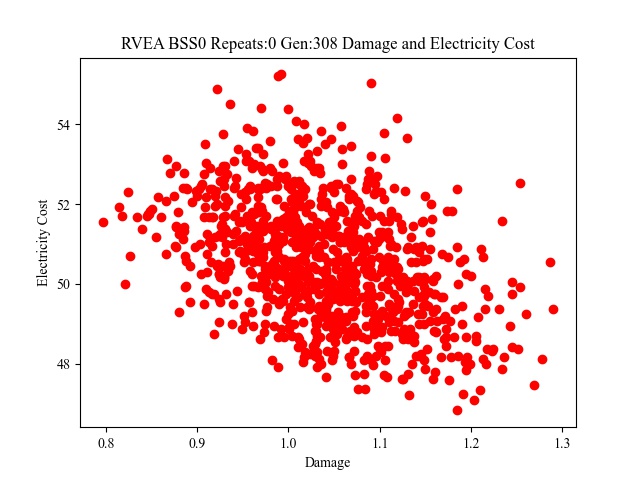 RVEA BSS0 Repeats:0 Gen:308 Damage and Electricity Cost
54
52
50
48
Electricity Cost
0.8 0.9 1.0 1.1 1.2 1.3
Damage